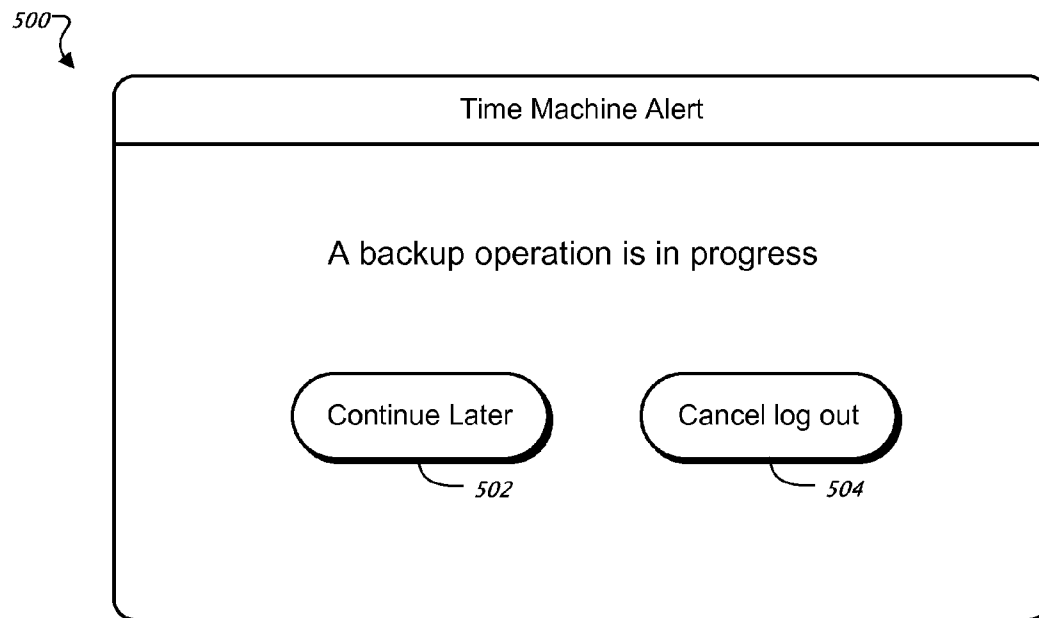 500
Time Machine Alert
A backup operation is in progress
Continue Later
Cancel log out
502
504